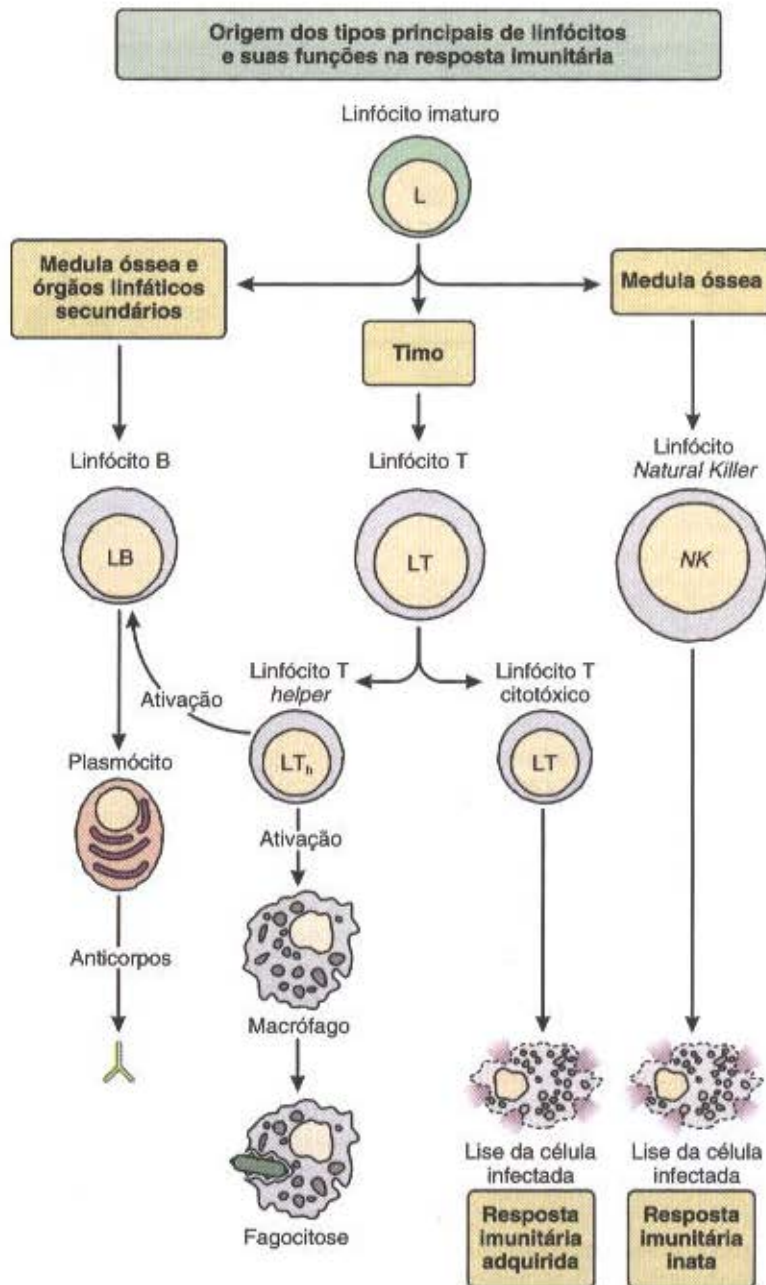 Origem dos tipos principais de linfócitos
e suas funções na resposta imunitária
Linfócito imaturo
L
Medula óssea e
órgãos linfáticos
secundários
Timo
Medula óssea
Linfócito B
Linfócito T
Linfócito
Natural Killer
LB
LT
NK
Linfócito T
helper
Linfócito T
citotóxico
Ativação
LTh
LT
Plasmócito
Ativação
Anticorpos
Macrófago
Fagocitose
Lise da célula
infectada
Lise da célula
infectada
Resposta
imunitária
adquirida
Resposta
imunitária
inata